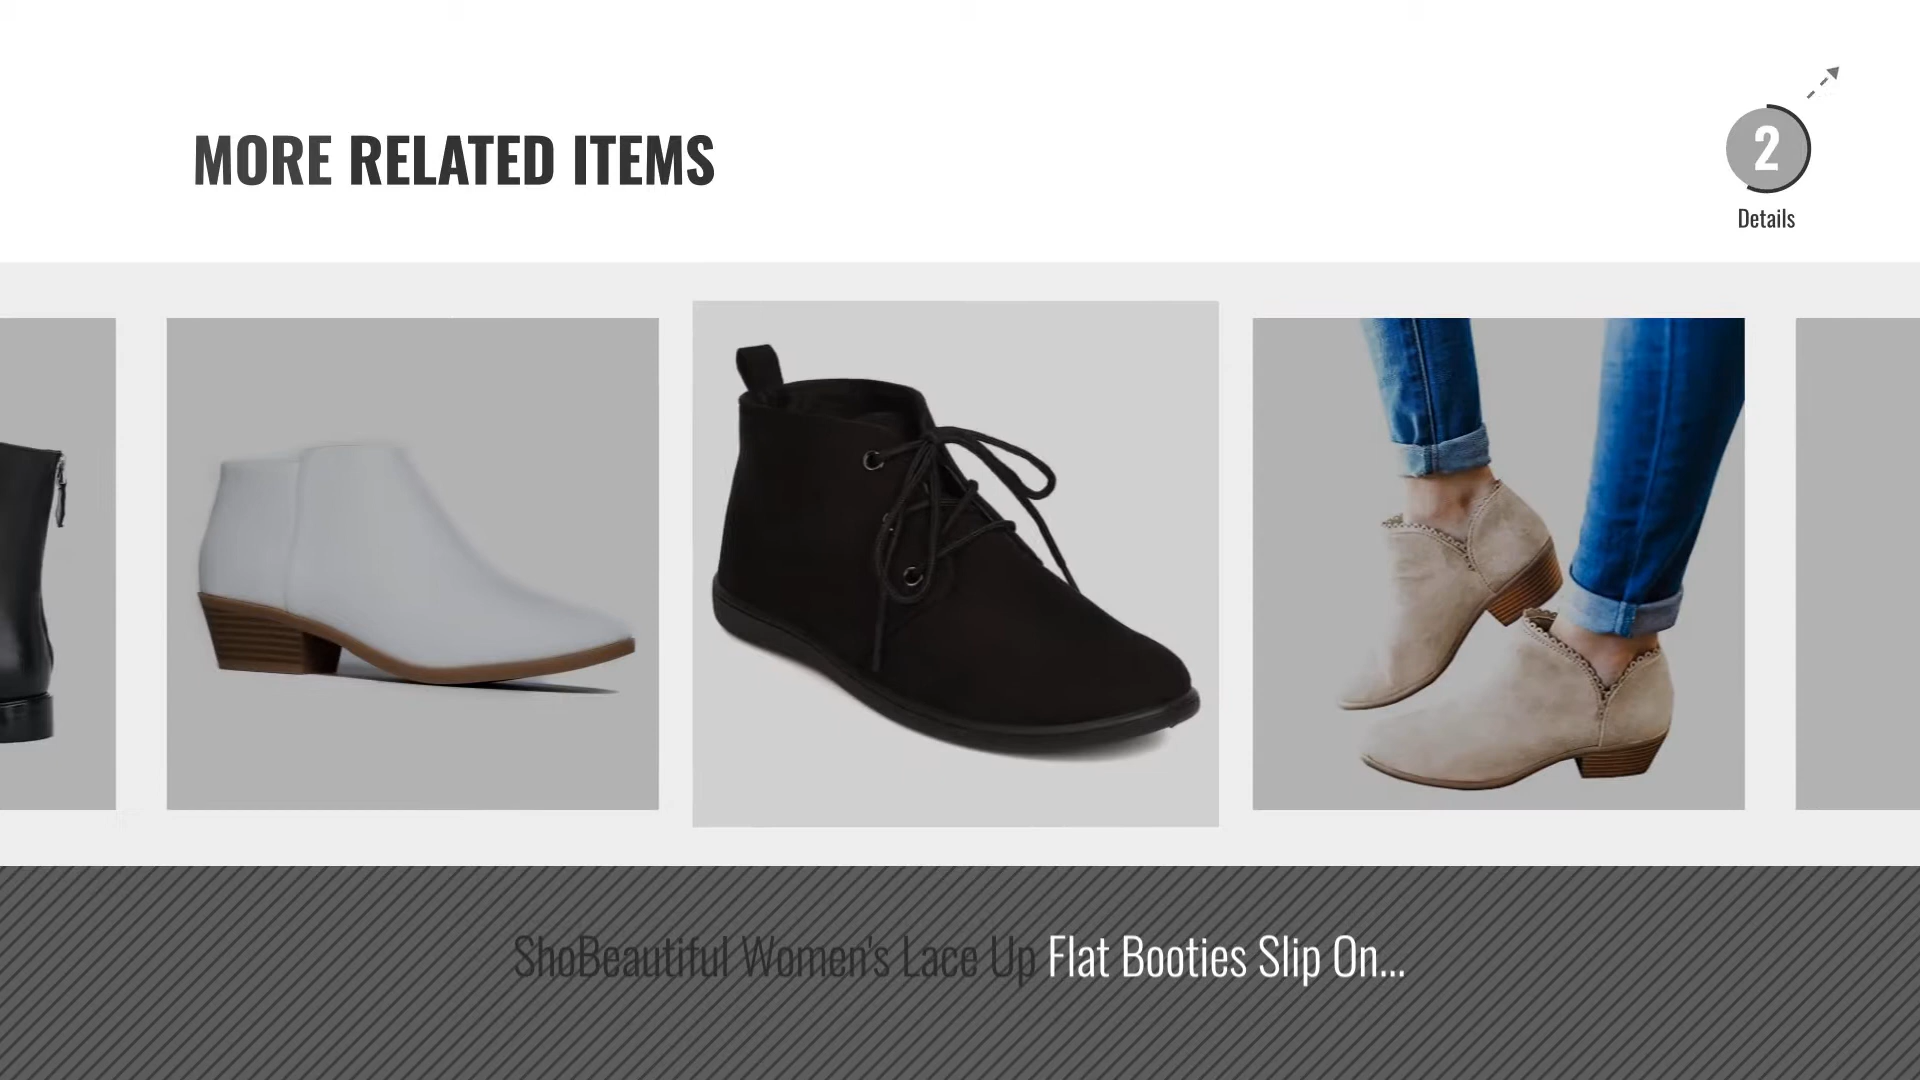 MORE RELATED ITEMS
2
Details
ShoBeautiful Women's Lace Up Flat Booties Slip On...